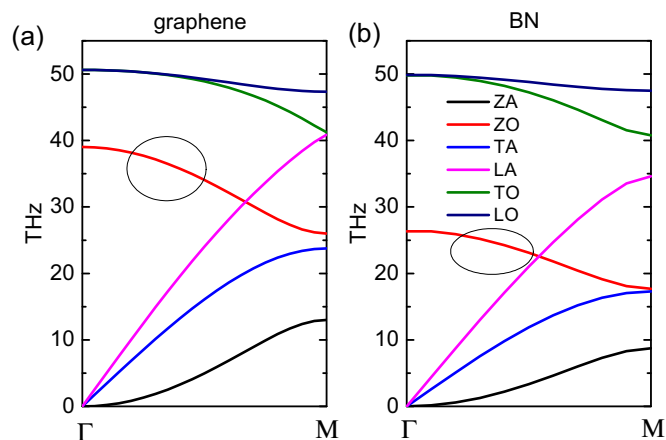 (a)
graphene
THz
50
40
30
20
10
0
Γ
M
(b)
BN
THz
50
40
30
20
10
0
ZA
ZO
TA
LA
TO
LO
Γ
M